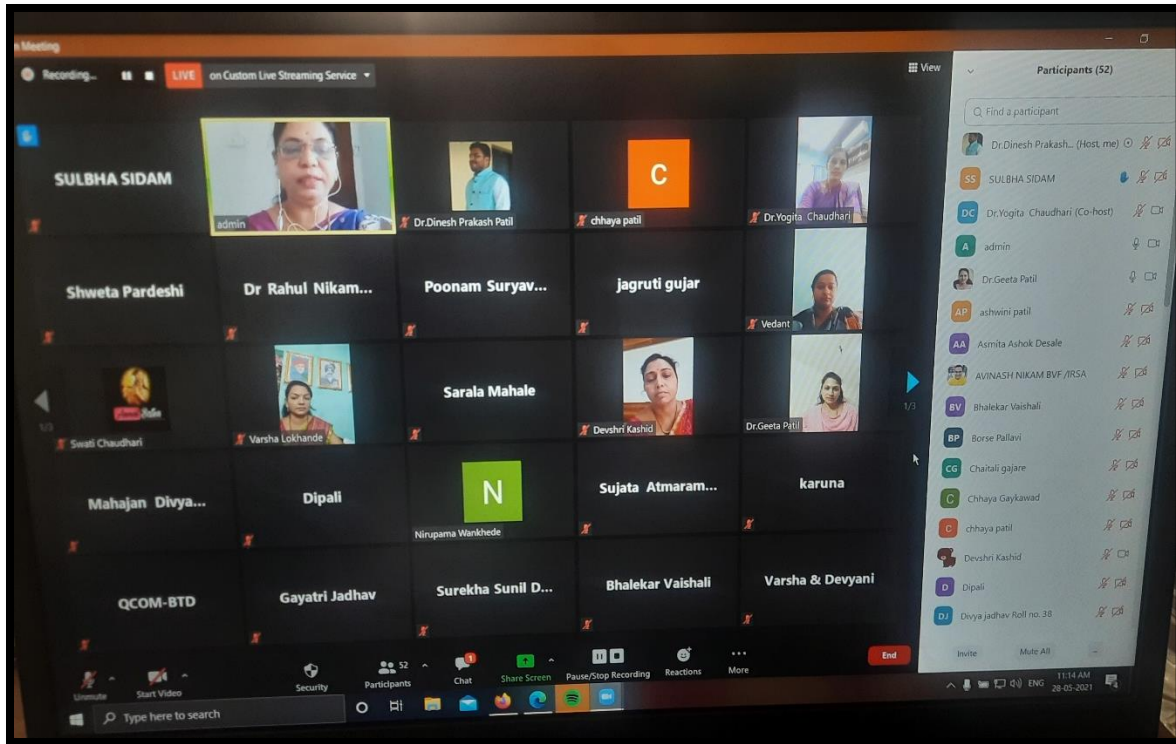 Meeting
Recording...
LIVE on Custom Live Streaming Service
View
SULBHA SIDAM
admin
Dr.Dinesh Prakash Patil
C
chhaya patil
Dr.Yogita Chaudhari
Shweta Pardeshi
Dr Rahul Nikam...
Poonam Suryav...
jagruti gujar
Vedant
Swati Chaudhari
Varsha Lokhande
Sarala Mahale
Devshri Kashid
Dr.Geeta Patil
1/3
1/3
Mahajan Divya...
Dipali
N
Nirupama Wankhede
Sujata Atmaram...
karuna
QCOM-BTD
Gayatri Jadhav
Surekha Sunil D...
Bhalekar Vaishali
Varsha & Devyani
Unmute
Start Video
Security
52
Participants
1
Chat
Share Screen
Pause/Stop Recording
Reactions
More
End
Participants (52)
Find a participant
Dr.Dinesh Prakash... (Host, me)
SS SULBHA SIDAM
DC Dr.Yogita Chaudhari (Co-host)
A admin
Dr.Geeta Patil
AP ashwini patil
AA Asmita Ashok Desale
AVINASH NIKAM BVF /IRSA
BV Bhalekar Vaishali
BP Borse Pallavi
CG Chaitali gajare
C Chhaya Gaykawad
C chhaya patil
Devshri Kashid
D Dipali
DJ Divya jadhav Roll no. 38
Invite
Mute All
Type here to search
ENG
11:14 AM
28-05-2021